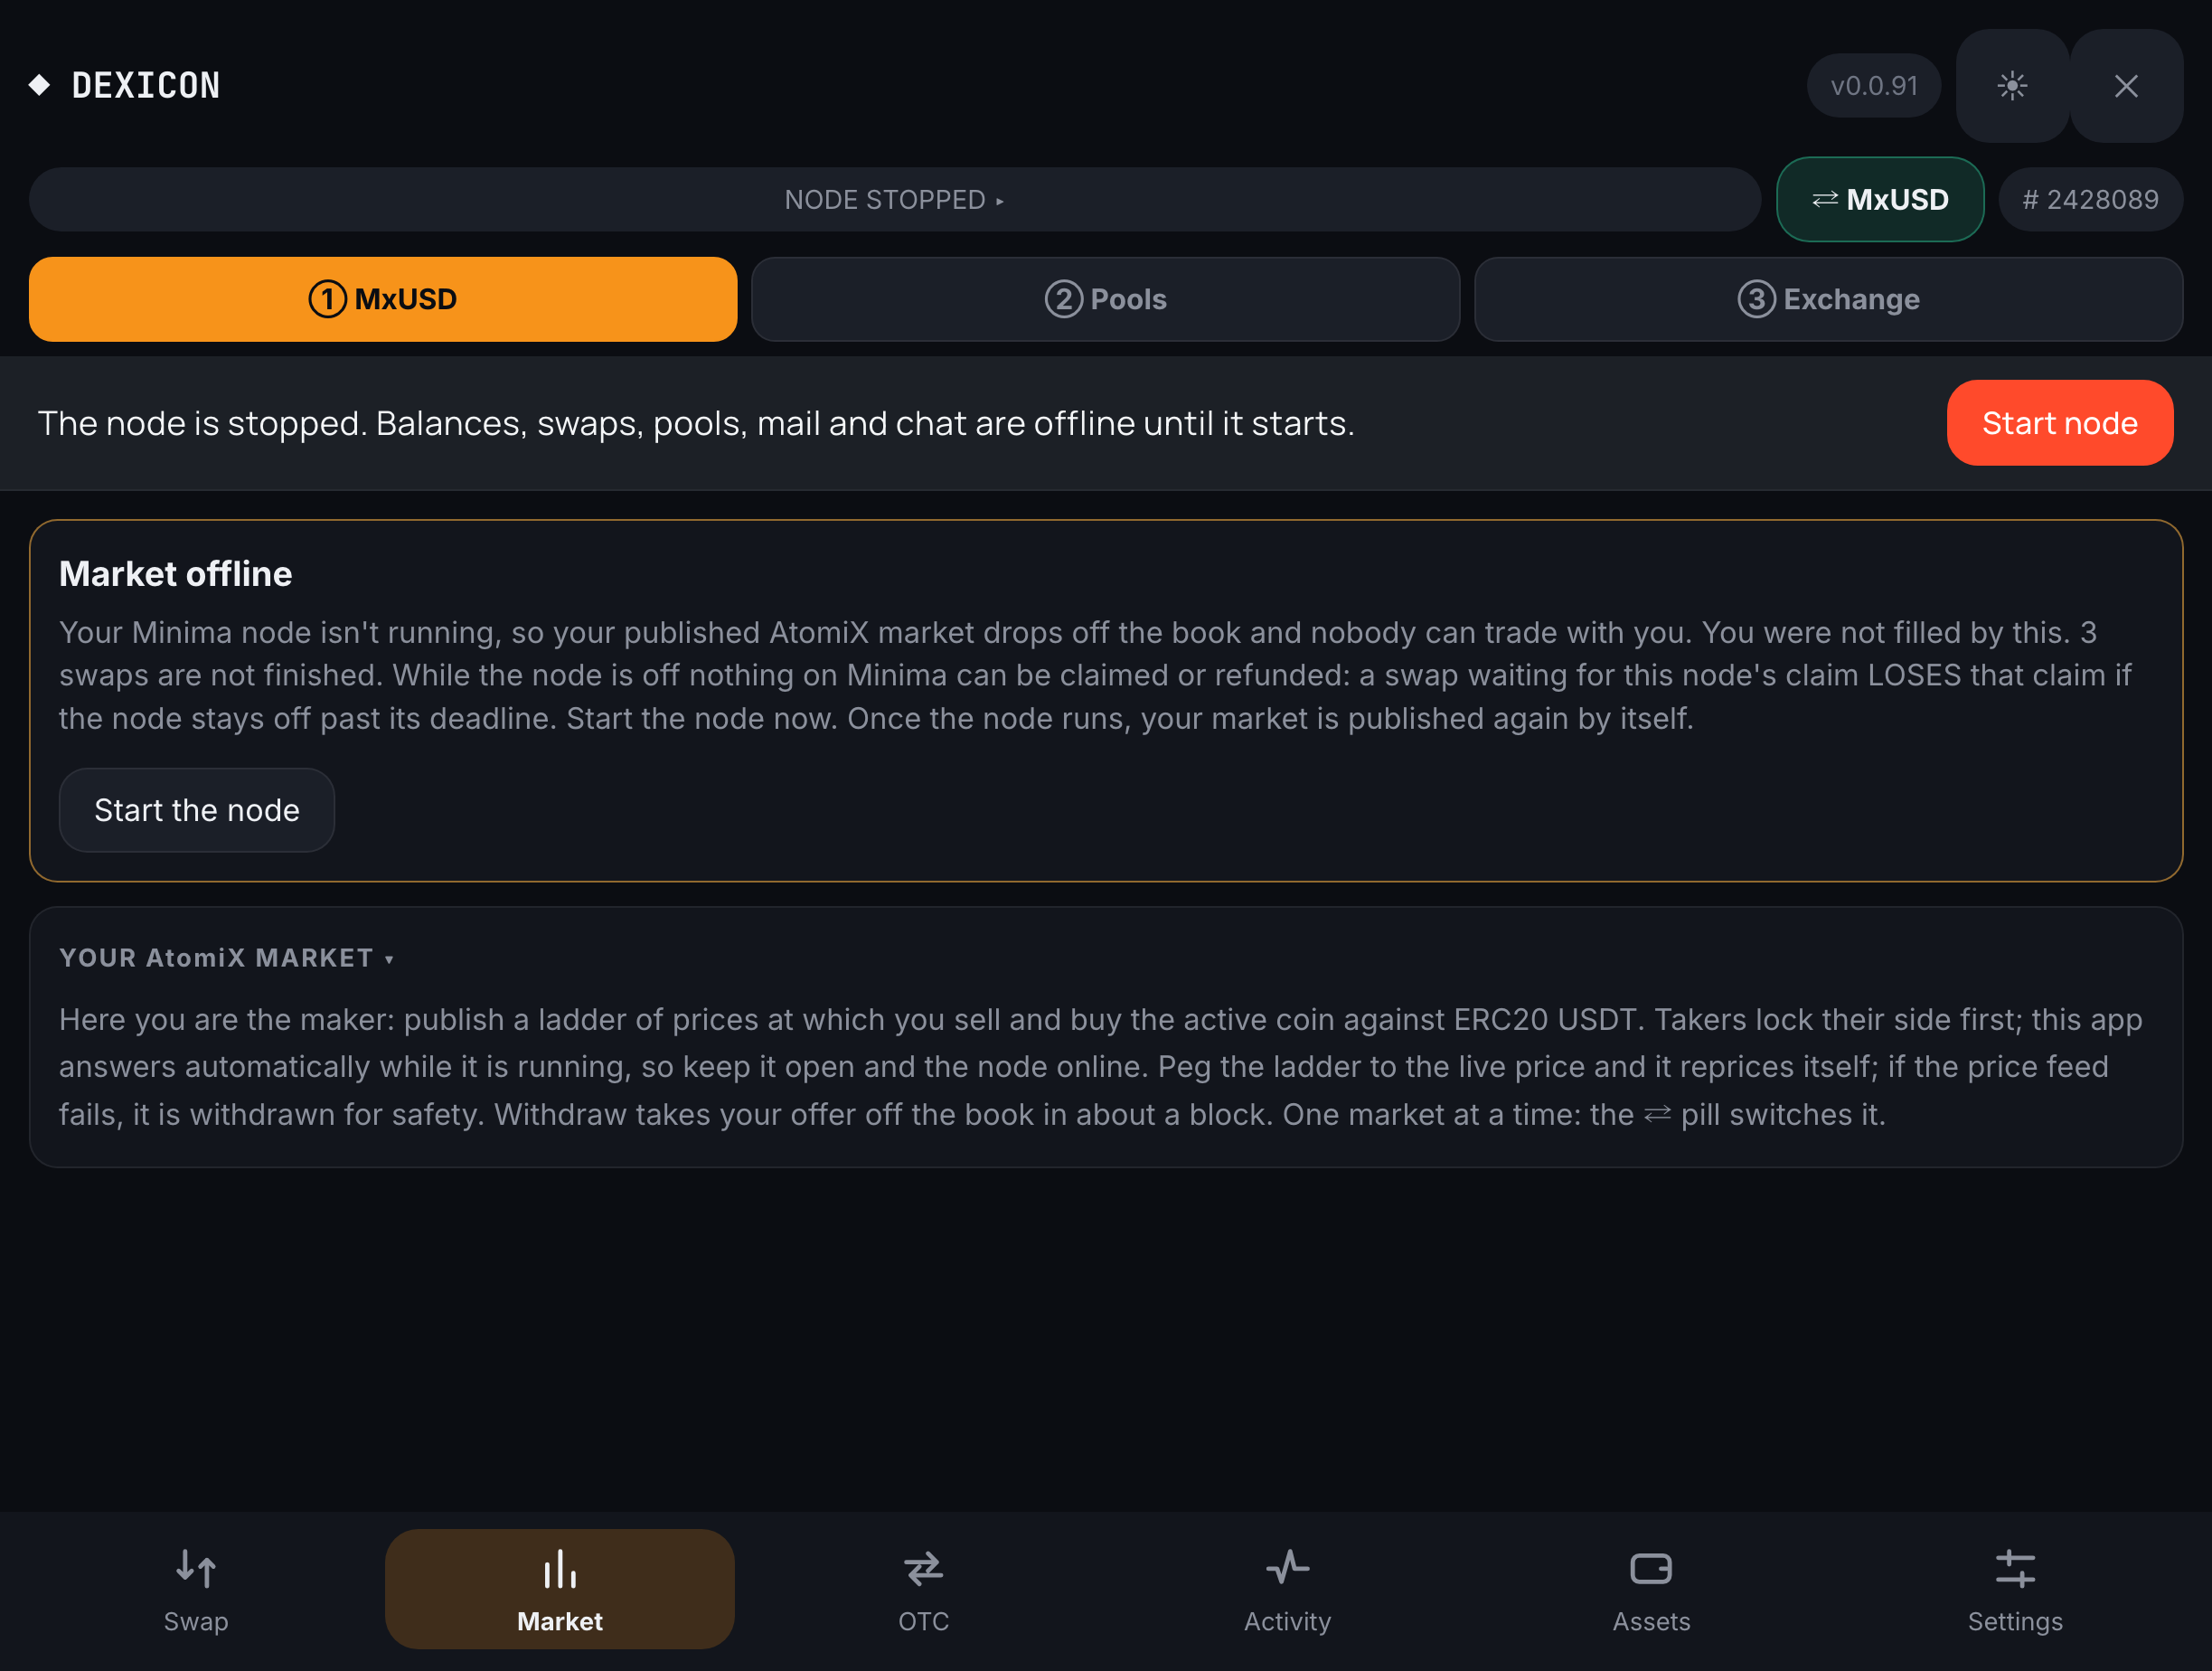 ◆ DEXICON
v0.0.91
NODE STOPPED ▸
⇄ MxUSD
# 2428089
① MxUSD
② Pools
③ Exchange
The node is stopped. Balances, swaps, pools, mail and chat are offline until it starts.
Start node
Market offline
Your Minima node isn't running, so your published AtomiX market drops off the book and nobody can trade with you. You were not filled by this. 3
swaps are not finished. While the node is off nothing on Minima can be claimed or refunded: a swap waiting for this node's claim LOSES that claim if
the node stays off past its deadline. Start the node now. Once the node runs, your market is published again by itself.
Start the node
YOUR AtomiX MARKET ▾
Here you are the maker: publish a ladder of prices at which you sell and buy the active coin against ERC20 USDT. Takers lock their side first; this app
answers automatically while it is running, so keep it open and the node online. Peg the ladder to the live price and it reprices itself; if the price feed
fails, it is withdrawn for safety. Withdraw takes your offer off the book in about a block. One market at a time: the ⇄ pill switches it.
Swap
Market
OTC
Activity
Assets
Settings